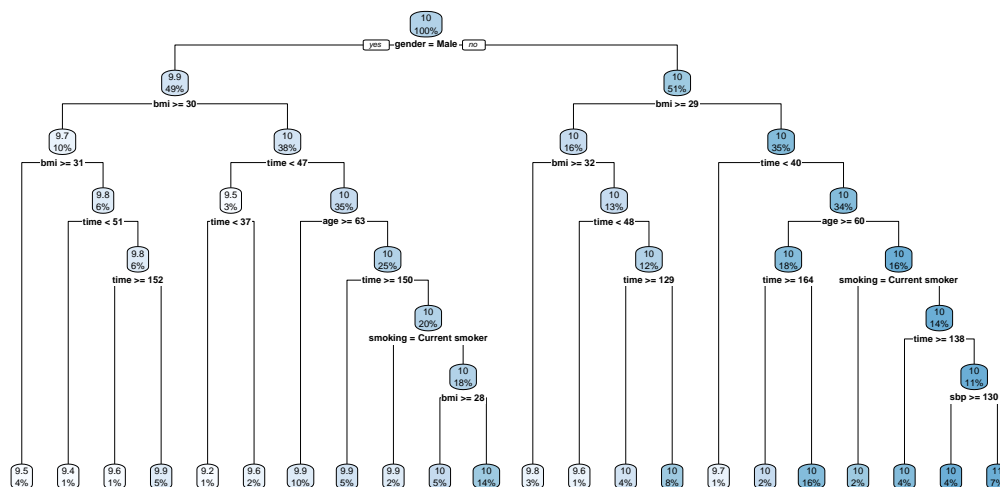 10
100%
yes gender = Male no
9.9
49%
bmi >= 30
10
51%
bmi >= 29
9.7
10%
bmi >= 31
10
38%
time < 47
10
16%
bmi >= 32
10
35%
time < 40
9.8
6%
time < 51
9.5
3%
time < 37
10
35%
age >= 63
10
13%
time < 48
10
34%
age >= 60
9.8
6%
time >= 152
10
25%
time >= 150
10
12%
time >= 129
10
18%
time >= 164
10
16%
smoking = Current smoker
10
20%
smoking = Current smoker
10
14%
time >= 138
10
18%
bmi >= 28
10
11%
sbp >= 130
9.5 9.4 9.6 9.9 9.2 9.6 9.9 9.9 9.9 10 10 9.8 9.6 10 10 9.7 10 10 10 10 10 11
4% 1% 1% 5% 1% 2% 10% 5% 2% 5% 14% 3% 1% 4% 8% 1% 2% 16% 2% 4% 4% 7%